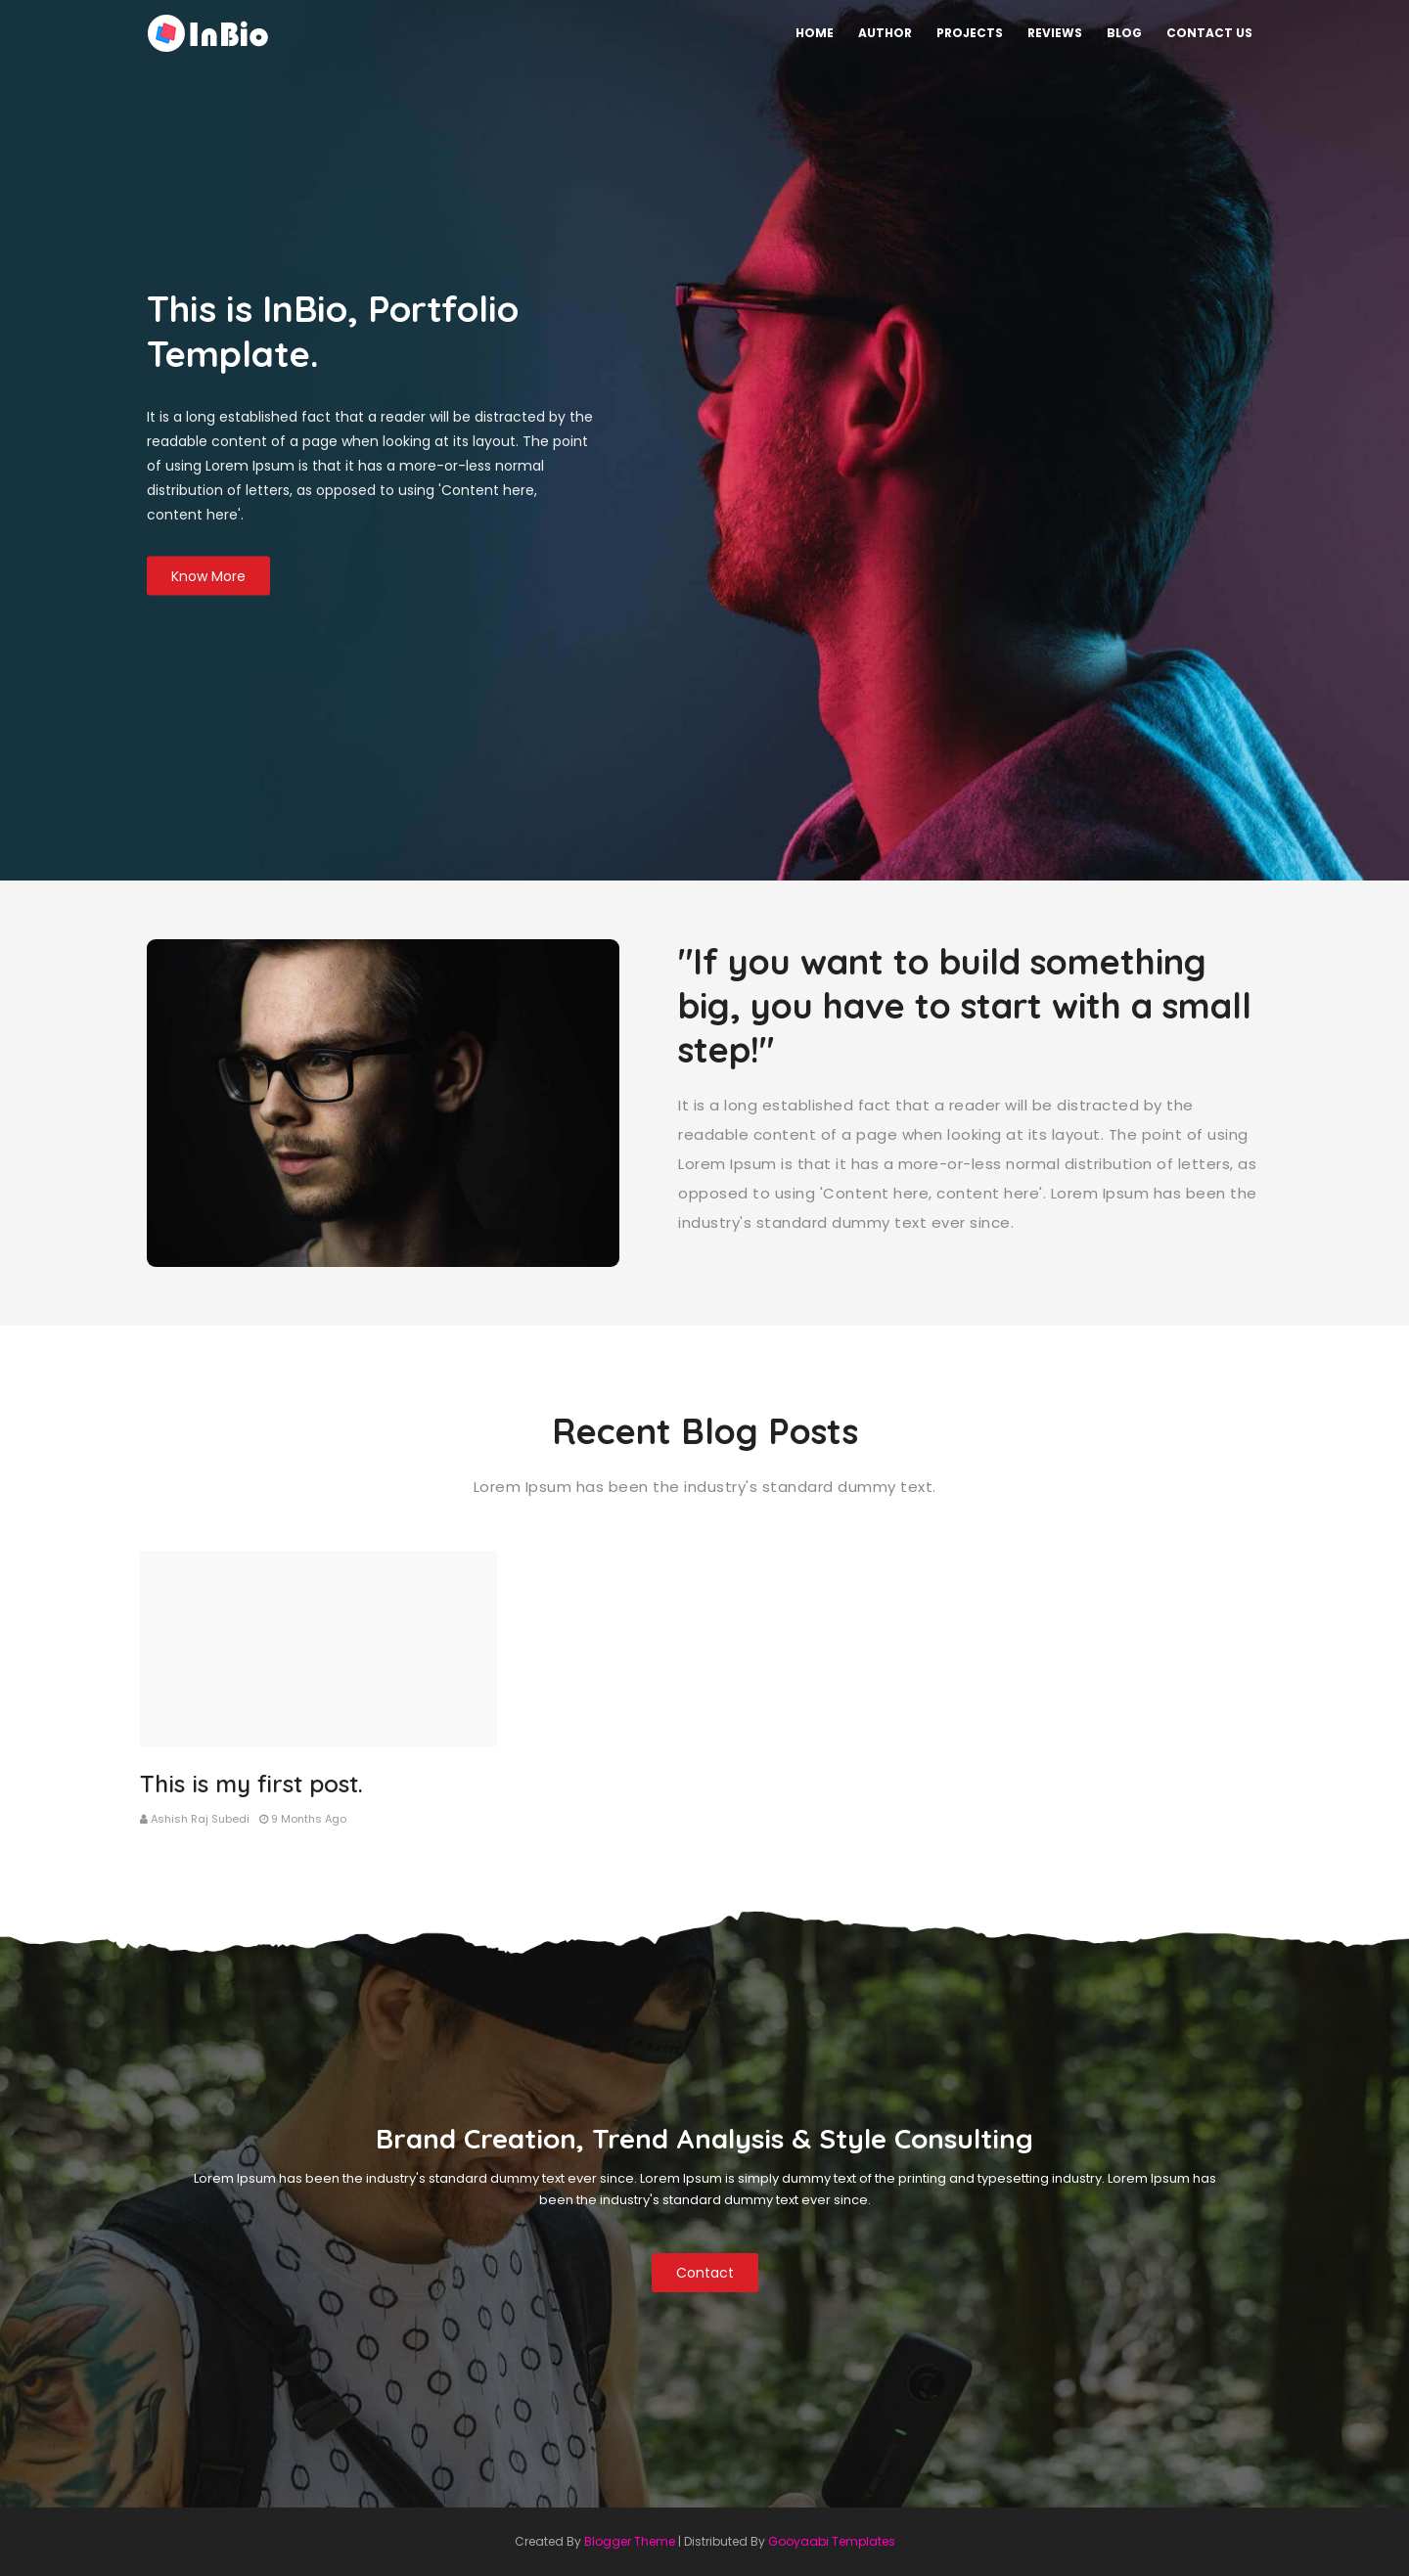 InBio
HOME AUTHOR PROJECTS REVIEWS BLOG CONTACT US
This is InBio, Portfolio
Template.
It is a long established fact that a reader will be distracted by the
readable content of a page when looking at its layout. The point
of using Lorem Ipsum is that it has a more-or-less normal
distribution of letters, as opposed to using 'Content here,
content here'.
Know More
"If you want to build something
big, you have to start with a small
step!"
It is a long established fact that a reader will be distracted by the
readable content of a page when looking at its layout. The point of using
Lorem Ipsum is that it has a more-or-less normal distribution of letters, as
opposed to using 'Content here, content here'. Lorem Ipsum has been the
industry's standard dummy text ever since.
Recent Blog Posts
Lorem Ipsum has been the industry's standard dummy text.
This is my first post.
Ashish Raj Subedi 9 Months Ago
Brand Creation, Trend Analysis & Style Consulting
Lorem Ipsum has been the industry's standard dummy text ever since. Lorem Ipsum is simply dummy text of the printing and typesetting industry. Lorem Ipsum has
been the industry's standard dummy text ever since.
Contact
Created By Blogger Theme | Distributed By Gooyaabi Templates